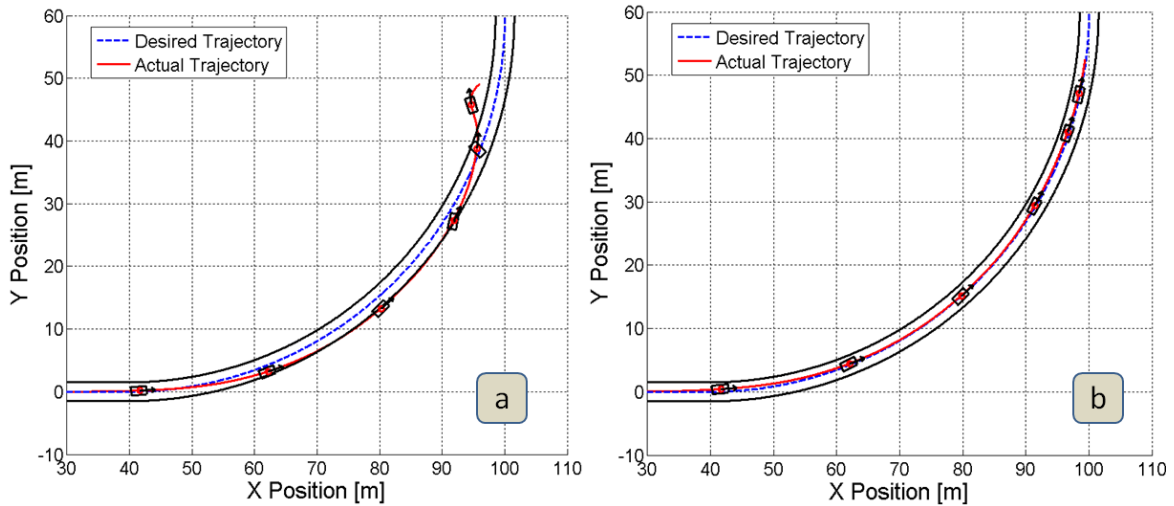 60
50
40
30
20
10
0
-10
Y Position [m]
Desired Trajectory
Actual Trajectory
a
30 40 50 60 70 80 90 100 110
X Position [m]
60
50
40
30
20
10
0
-10
Y Position [m]
Desired Trajectory
Actual Trajectory
b
30 40 50 60 70 80 90 100 110
X Position [m]